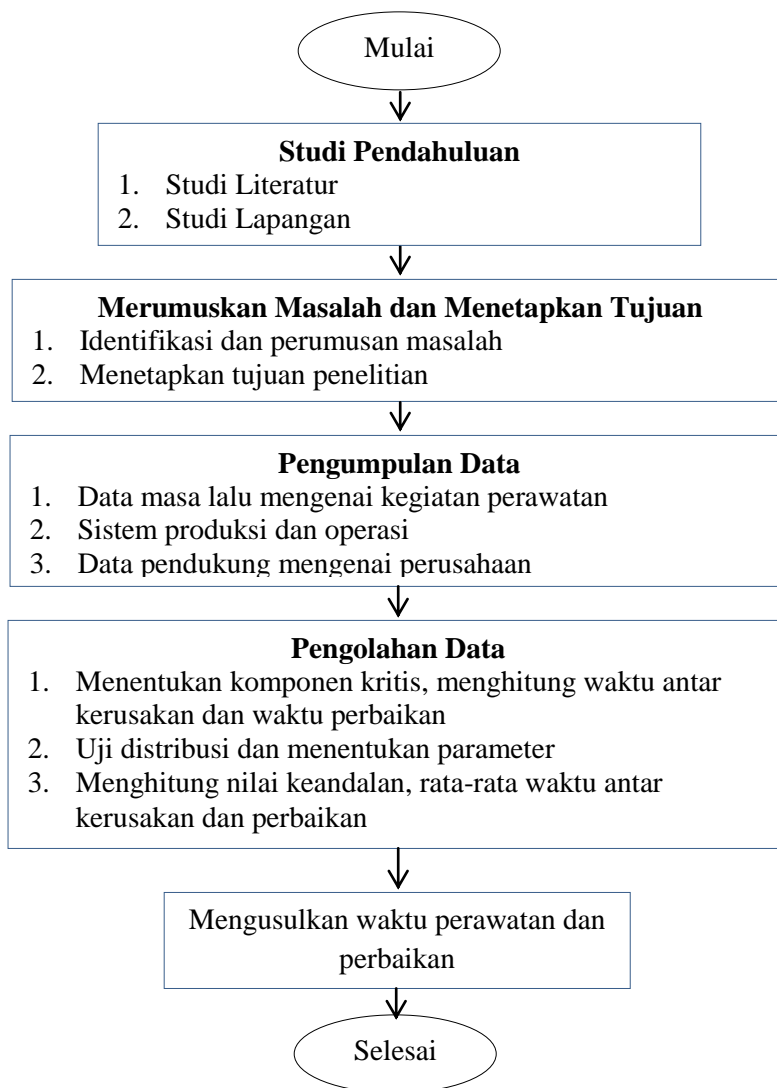 Mulai
Studi Pendahuluan
1. Studi Literatur
2. Studi Lapangan
Merumuskan Masalah dan Menetapkan Tujuan
1. Identifikasi dan perumusan masalah
2. Menetapkan tujuan penelitian
Pengumpulan Data
1. Data masa lalu mengenai kegiatan perawatan
2. Sistem produksi dan operasi
3. Data pendukung mengenai perusahaan
Pengolahan Data
1. Menentukan komponen kritis, menghitung waktu antar
kerusakan dan waktu perbaikan
2. Uji distribusi dan menentukan parameter
3. Menghitung nilai keandalan, rata-rata waktu antar
kerusakan dan perbaikan
Mengusulkan waktu perawatan dan
perbaikan
Selesai